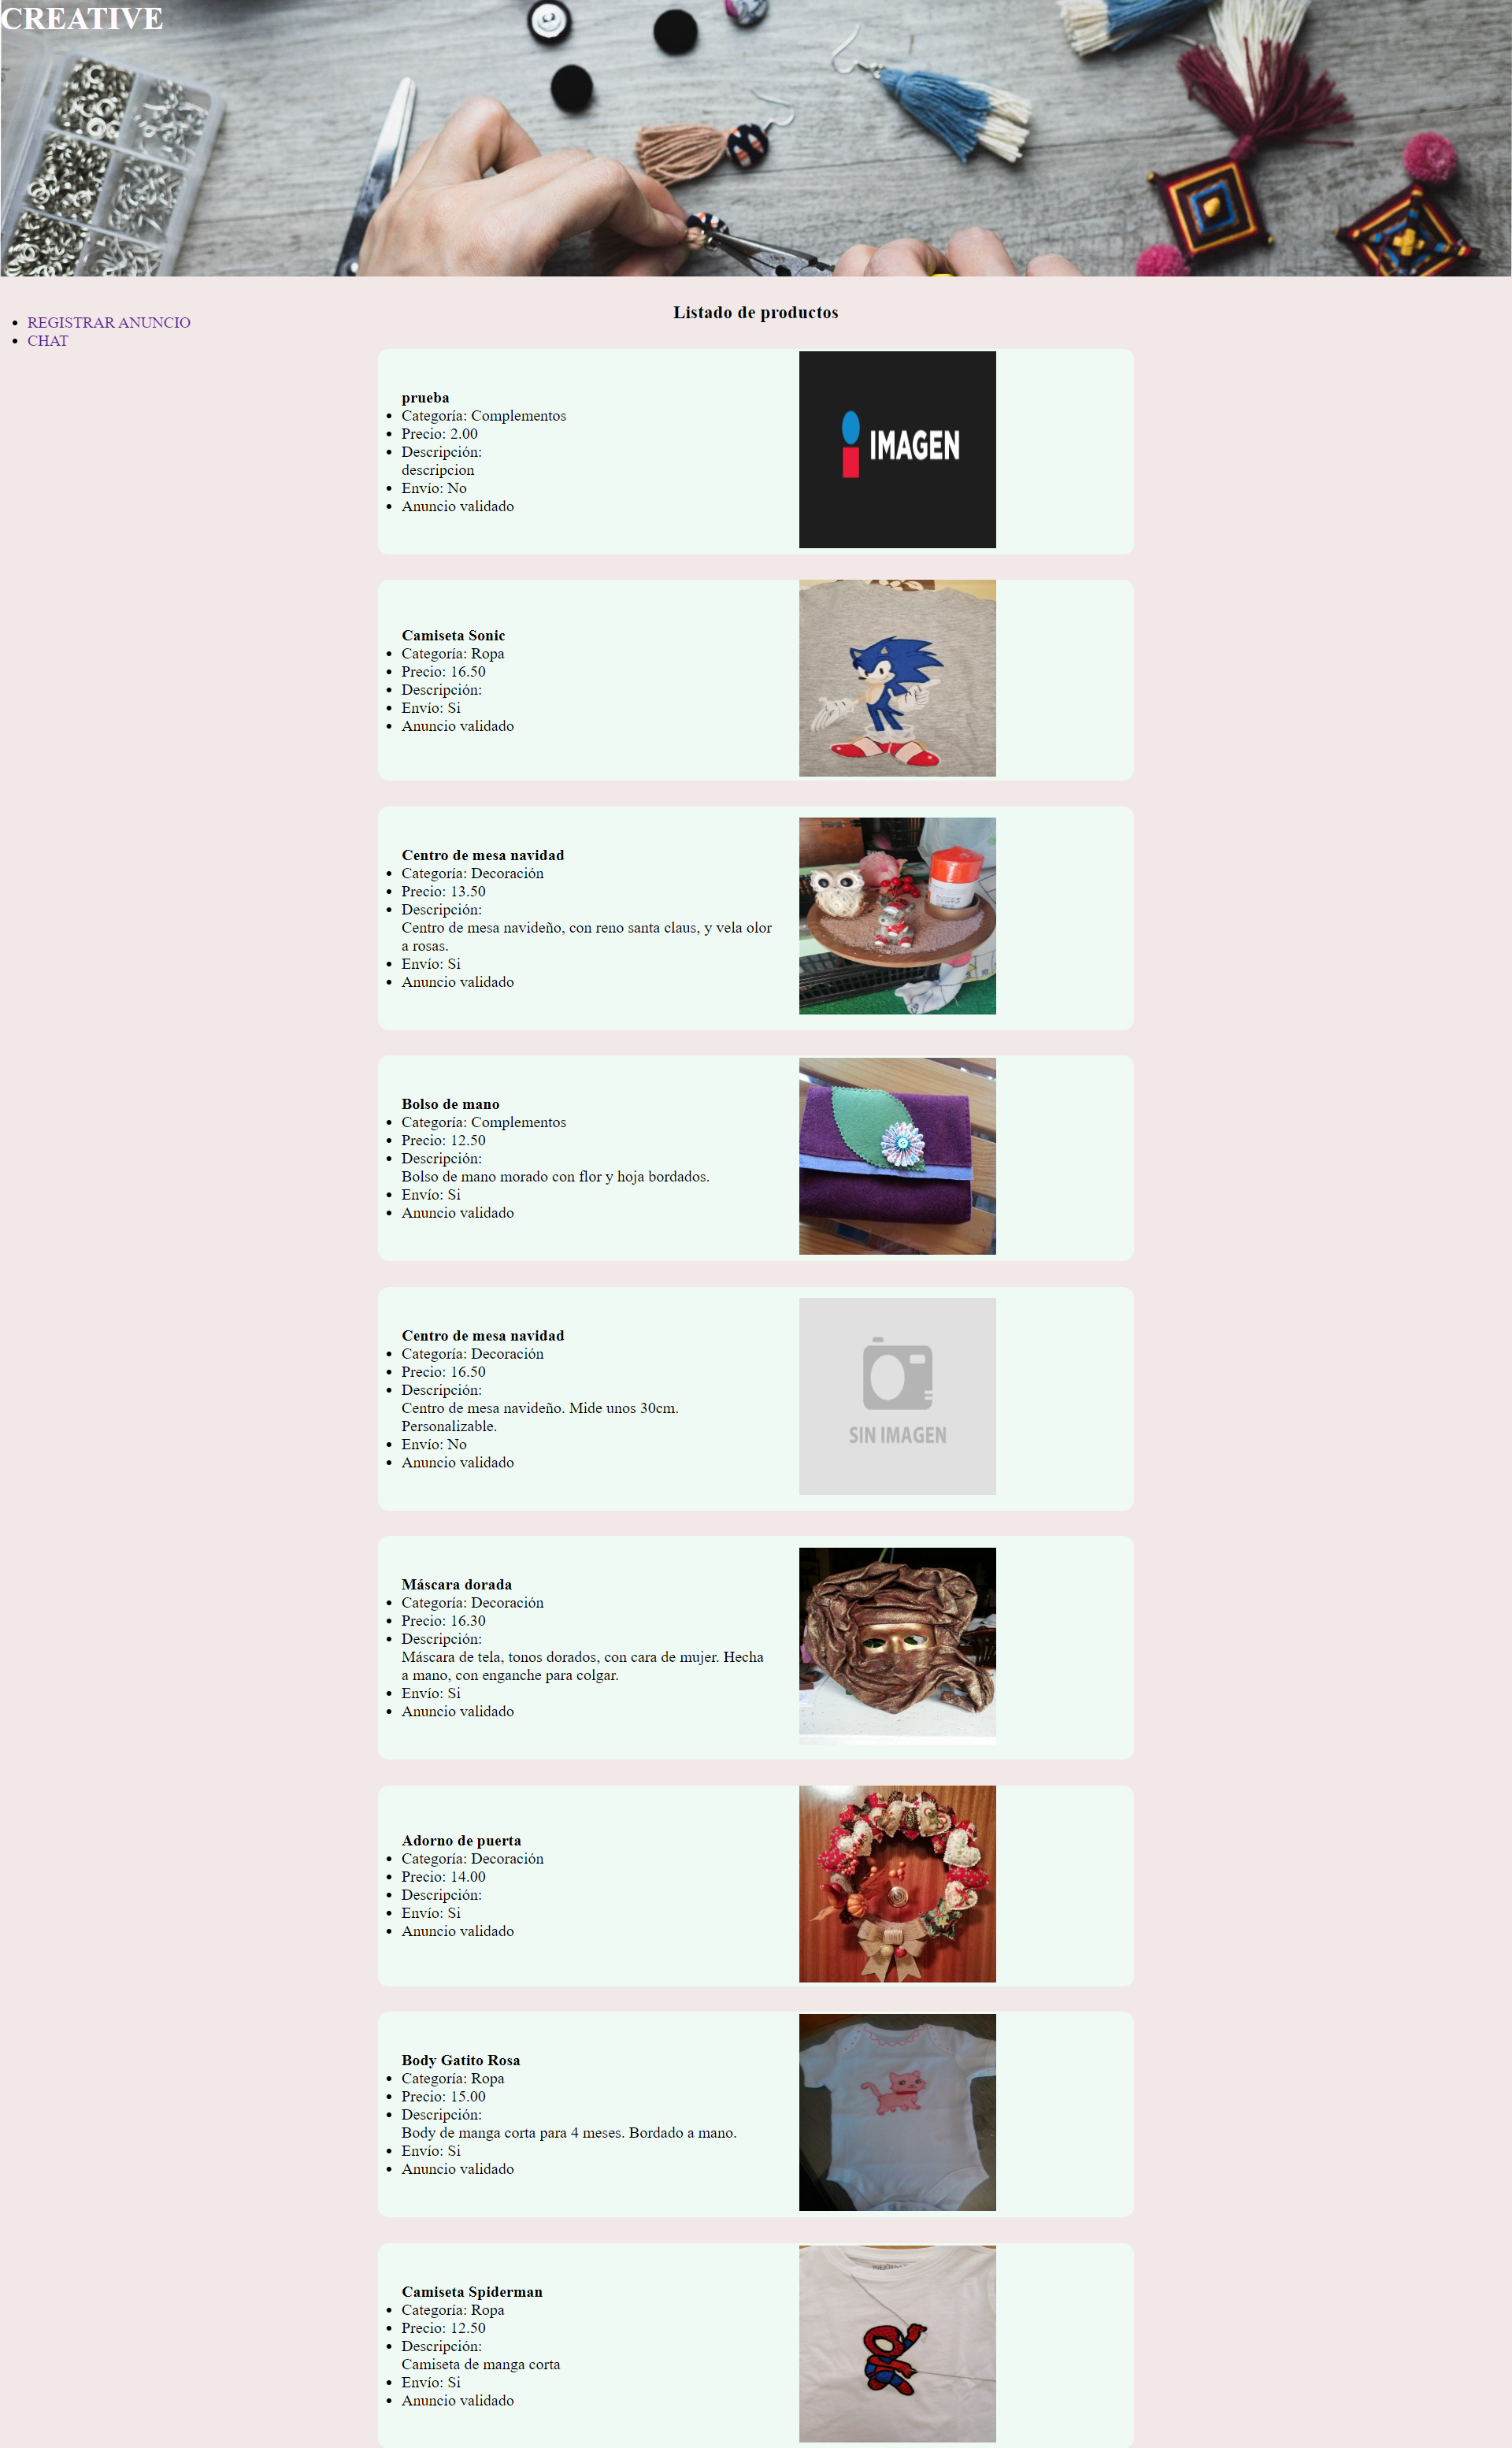 CREATIVE
REGISTRAR ANUNCIO
CHAT
Listado de productos
prueba
Categoría: Complementos
Precio: 2.00
Descripción:
descripcion
Envío: No
Anuncio validado
IMAGEN
Camiseta Sonic
Categoría: Ropa
Precio: 16.50
Descripción:
Envío: Si
Anuncio validado
Centro de mesa navidad
Categoría: Decoración
Precio: 13.50
Descripción:
Centro de mesa navideño, con reno santa claus, y vela olor
a rosas.
Envío: Si
Anuncio validado
Bolso de mano
Categoría: Complementos
Precio: 12.50
Descripción:
Bolso de mano morado con flor y hoja bordados.
Envío: Si
Anuncio validado
Centro de mesa navidad
Categoría: Decoración
Precio: 16.50
Descripción:
Centro de mesa navideño. Mide unos 30cm.
Personalizable.
Envío: No
Anuncio validado
SIN IMAGEN
Máscara dorada
Categoría: Decoración
Precio: 16.30
Descripción:
Máscara de tela, tonos dorados, con cara de mujer. Hecha
a mano, con enganche para colgar.
Envío: Si
Anuncio validado
Adorno de puerta
Categoría: Decoración
Precio: 14.00
Descripción:
Envío: Si
Anuncio validado
Body Gatito Rosa
Categoría: Ropa
Precio: 15.00
Descripción:
Body de manga corta para 4 meses. Bordado a mano.
Envío: Si
Anuncio validado
Camiseta Spiderman
Categoría: Ropa
Precio: 12.50
Descripción:
Camiseta de manga corta
Envío: Si
Anuncio validado